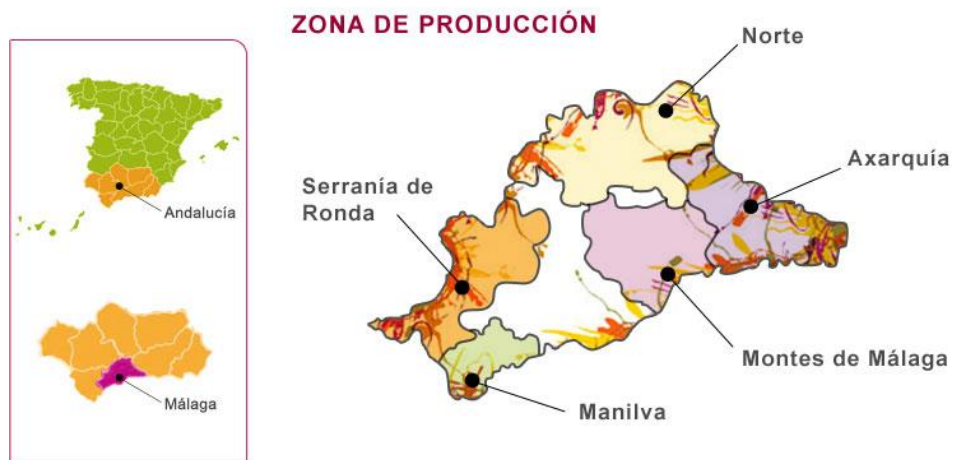 ZONA DE PRODUCCIÓN
Norte
Axarquía
Serranía de
Ronda
Andalucía
Montes de Málaga
Málaga
Manilva